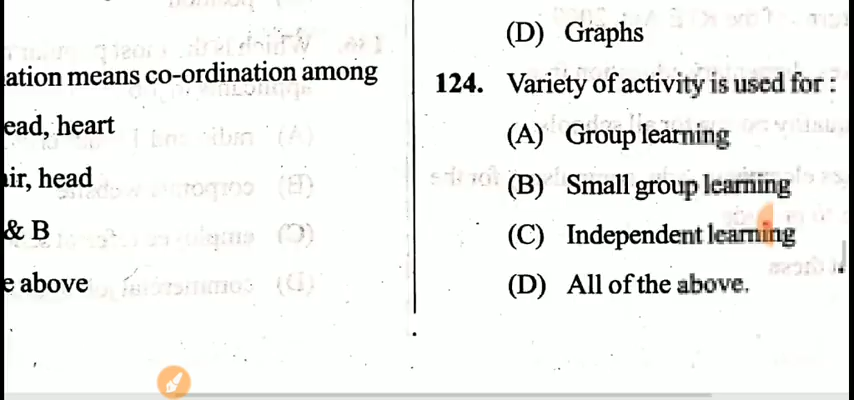 ation means co-ordination among
ead, heart
ir, head
& B
e above
(D) Graphs
124. Variety of activity is used for :
(A) Group learning
(B) Small group learning
(C) Independent learning
(D) All of the above.